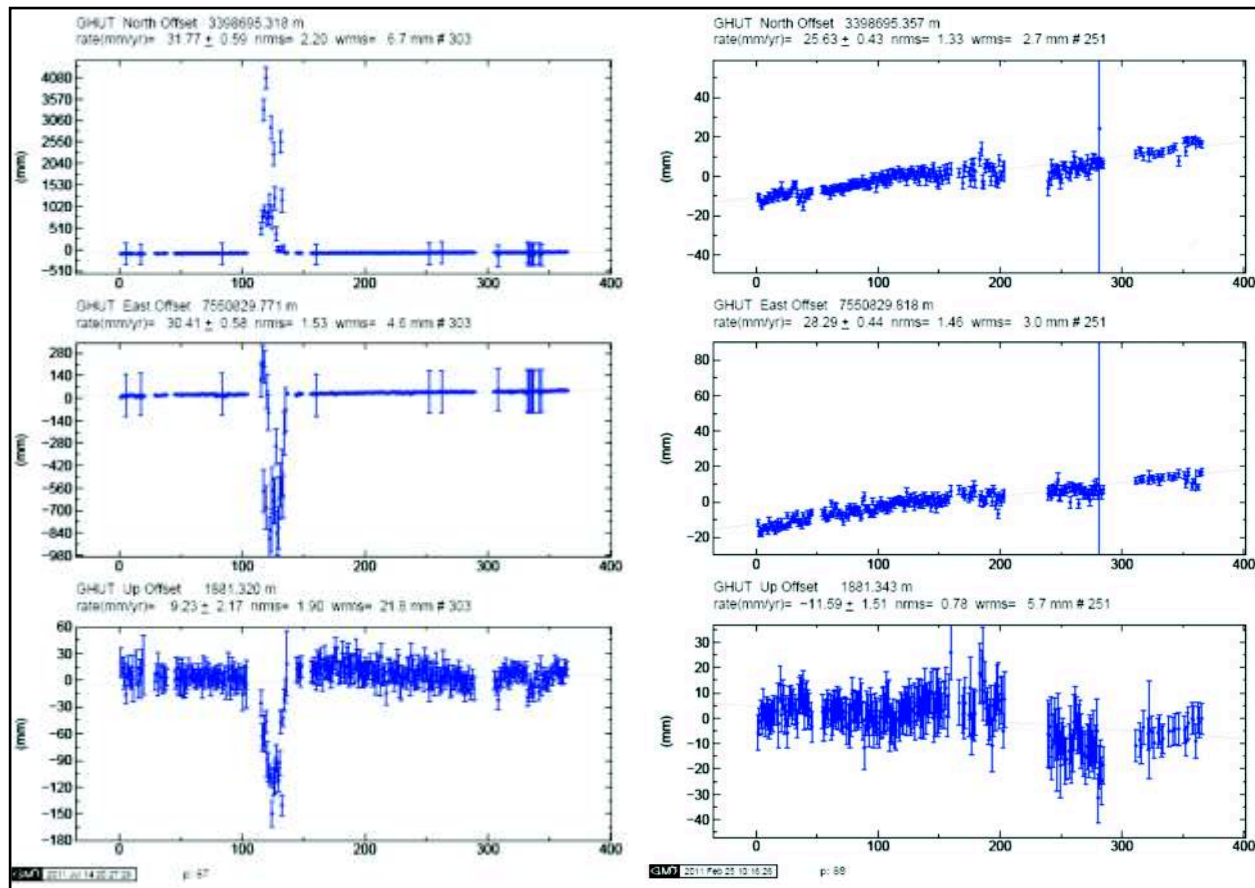 GHUT North Offset 3398695.318 m
rate(mm/yr)= 31.77 ± 0.59 nrms= 2.20 wrms= 6.7 mm # 303
4080
3570
3060
2550
2040
1530
1020
510
0
−510
(mm)
0 100 200 300 400
GHUT East Offset 7550829.771 m
rate(mm/yr)= 30.41 ± 0.58 nrms= 1.53 wrms= 4.6 mm # 303
280
140
0
−140
−280
−420
−560
−700
−840
−980
(mm)
0 100 200 300 400
GHUT Up Offset 1881.320 m
rate(mm/yr)= 9.23 ± 2.17 nrms= 1.90 wrms= 21.8 mm # 303
60
30
0
−30
−60
−90
−120
−150
−180
(mm)
0 100 200 300 400
GMD 2011 Jul 14 20:27:29 p: 87
GHUT North Offset 3398695.357 m
rate(mm/yr)= 25.63 ± 0.43 nrms= 1.33 wrms= 2.7 mm # 251
40
20
0
−20
−40
(mm)
0 100 200 300 400
GHUT East Offset 7550829.818 m
rate(mm/yr)= 28.29 ± 0.44 nrms= 1.46 wrms= 3.0 mm # 251
80
60
40
20
0
−20
(mm)
0 100 200 300 400
GHUT Up Offset 1881.343 m
rate(mm/yr)= −11.59 ± 1.51 nrms= 0.78 wrms= 5.7 mm # 251
30
20
10
0
−10
−20
−30
−40
(mm)
0 100 200 300 400
GMD 2011 Feb 25 10:16:26 p: 88